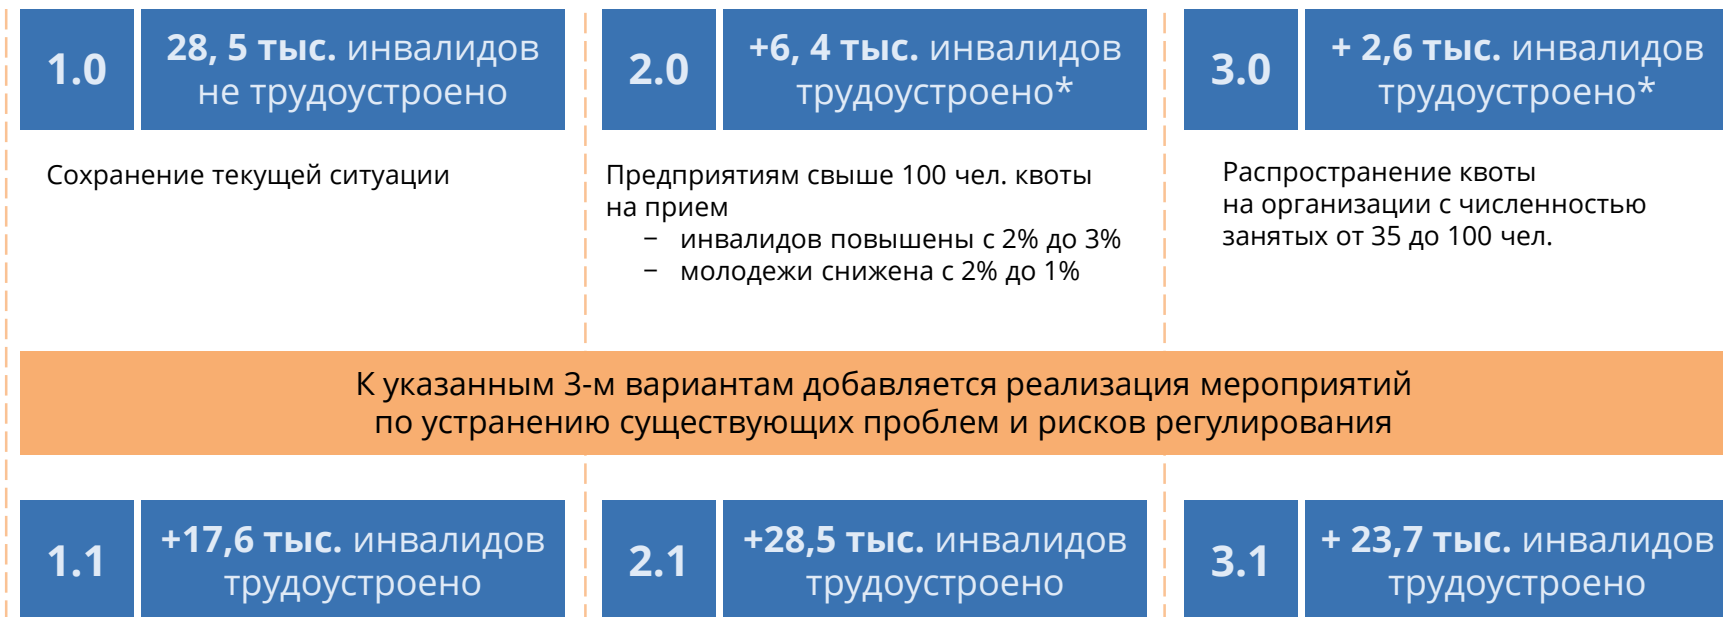 1.0
28, 5 тыс. инвалидов
не трудоустроено
Сохранение текущей ситуации
2.0
+6, 4 тыс. инвалидов
трудоустроено*
Предприятиям свыше 100 чел. квоты
на прием
− инвалидов повышены с 2% до 3%
− молодежи снижена с 2% до 1%
3.0
+ 2,6 тыс. инвалидов
трудоустроено*
Распространение квоты
на организации с численностью
занятых от 35 до 100 чел.
К указанным 3-м вариантам добавляется реализация мероприятий
по устранению существующих проблем и рисков регулирования
1.1
+17,6 тыс. инвалидов
трудоустроено
2.1
+28,5 тыс. инвалидов
трудоустроено
3.1
+ 23,7 тыс. инвалидов
трудоустроено